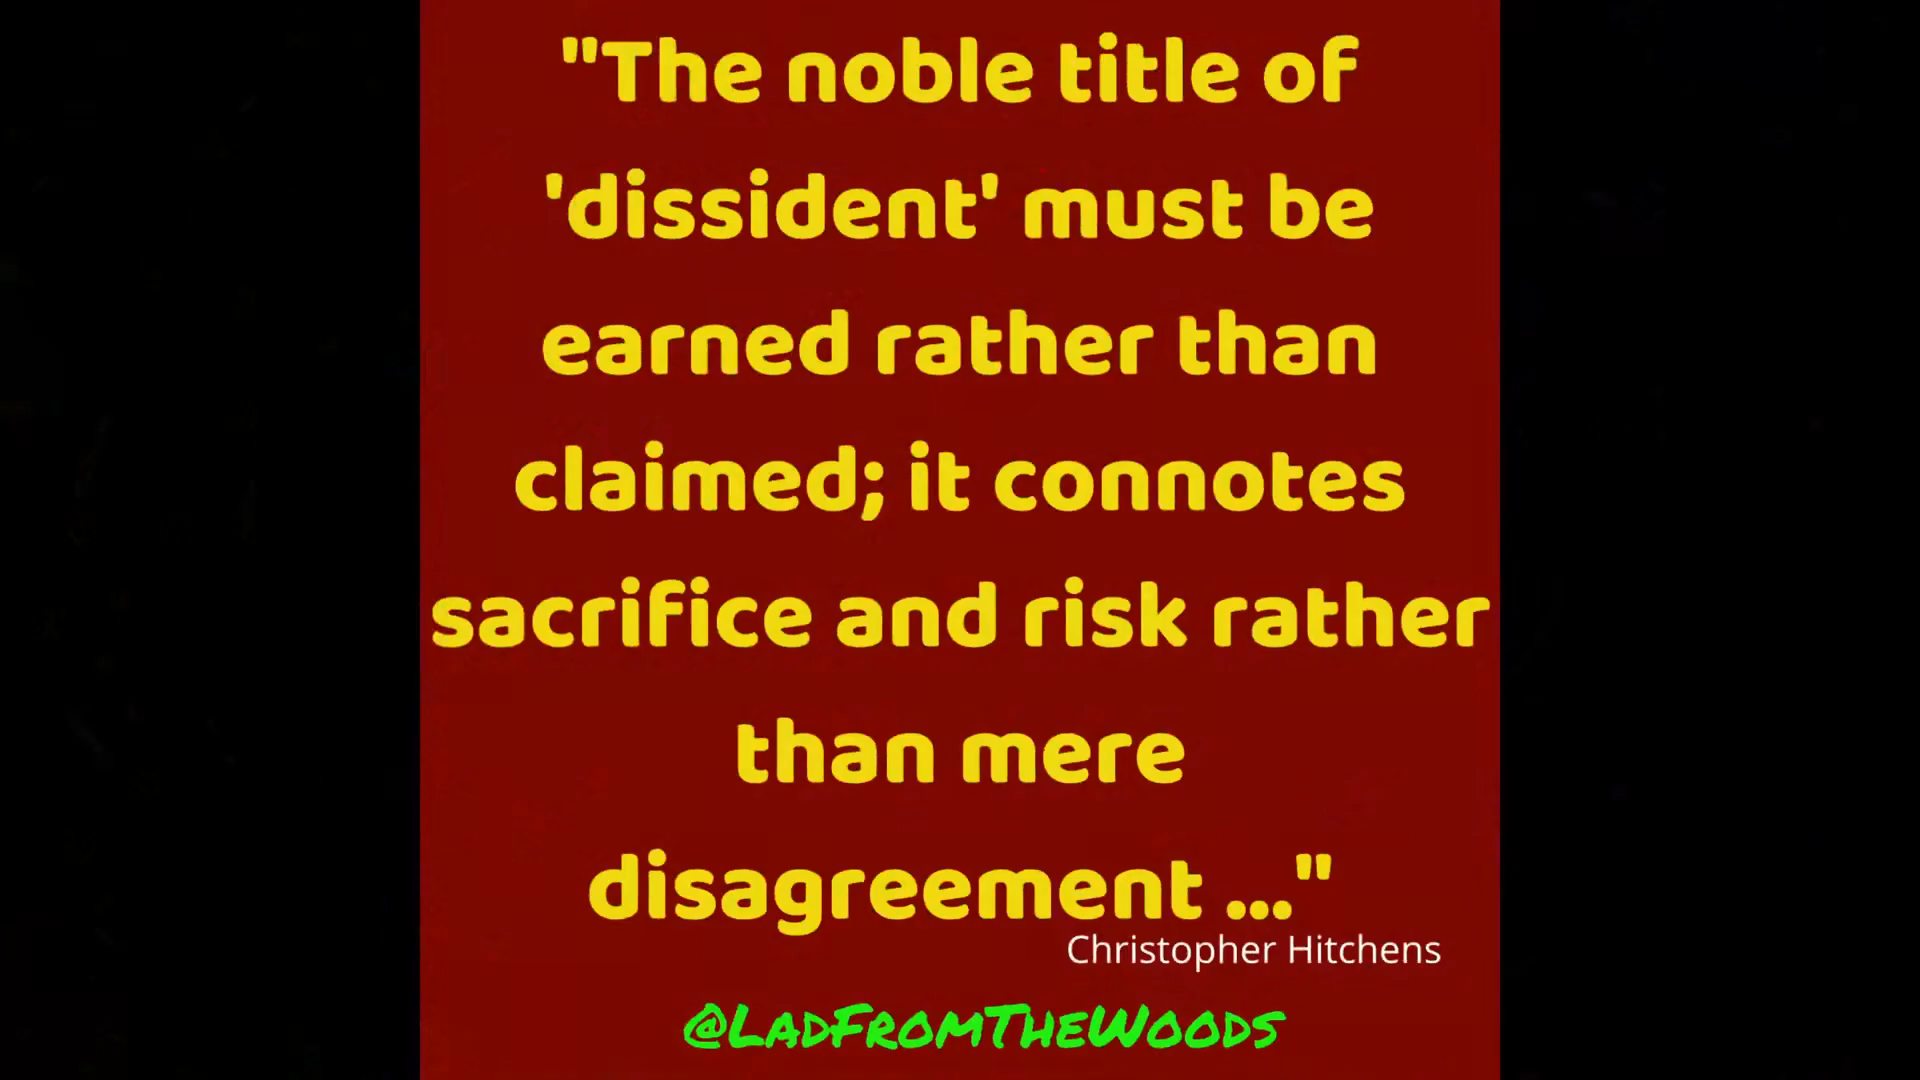 "The noble title of
'dissident' must be
earned rather than
claimed; it connotes
sacrifice and risk rather
than mere
disagreement ..."
Christopher Hitchens
@LadFromTheWoods